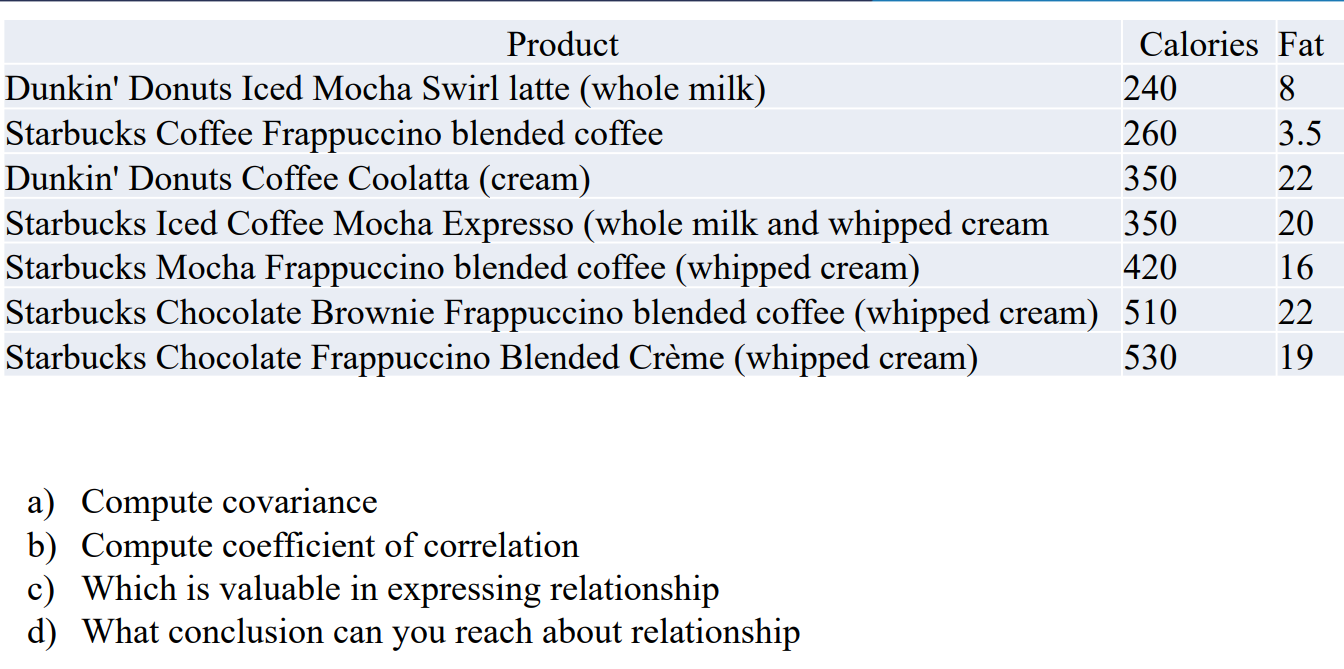 Product Calories Fat
Dunkin' Donuts Iced Mocha Swirl latte (whole milk) 240 8
Starbucks Coffee Frappuccino blended coffee 260 3.5
Dunkin' Donuts Coffee Coolatta (cream) 350 22
Starbucks Iced Coffee Mocha Expresso (whole milk and whipped cream 350 20
Starbucks Mocha Frappuccino blended coffee (whipped cream) 420 16
Starbucks Chocolate Brownie Frappuccino blended coffee (whipped cream) 510 22
Starbucks Chocolate Frappuccino Blended Crème (whipped cream) 530 19
a) Compute covariance
b) Compute coefficient of correlation
c) Which is valuable in expressing relationship
d) What conclusion can you reach about relationship